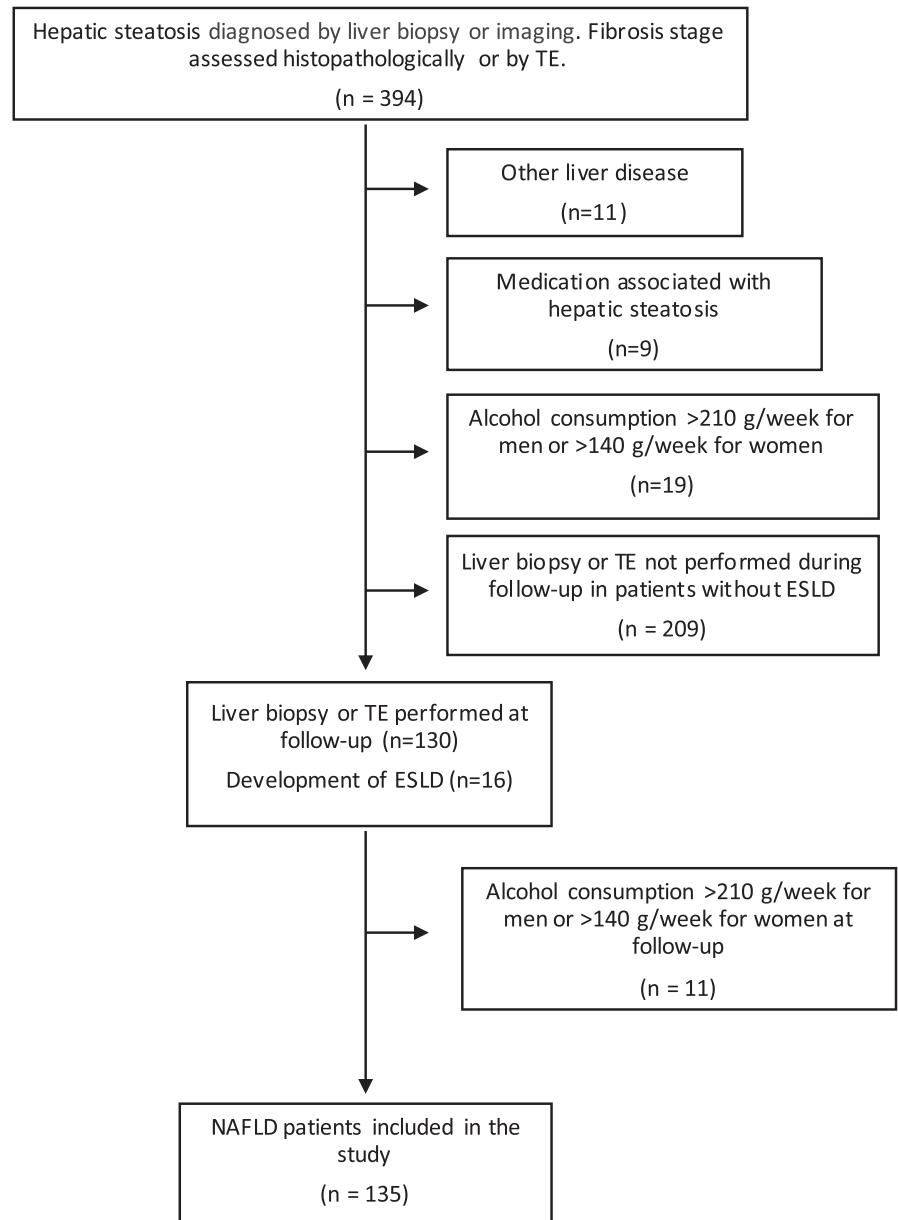 Hepatic steatosis diagnosed by liver biopsy or imaging. Fibrosis stage
assessed histopathologically or by TE.
(n = 394)
Other liver disease
(n=11)
Medication associated with
hepatic steatosis
(n=9)
Alcohol consumption >210 g/week for
men or >140 g/week for women
(n=19)
Liver biopsy or TE not performed during
follow-up in patients without ESLD
(n = 209)
Liver biopsy or TE performed at
follow-up (n=130)
Development of ESLD (n=16)
Alcohol consumption >210 g/week for
men or >140 g/week for women at
follow-up
(n = 11)
NAFLD patients included in the
study
(n = 135)